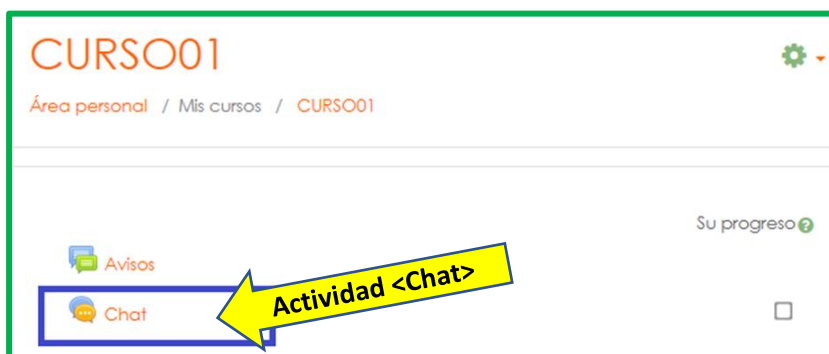 CURSO01
Área personal / Mis cursos / CURSO01
Su progreso
Avisos
Chat
Actividad <Chat>